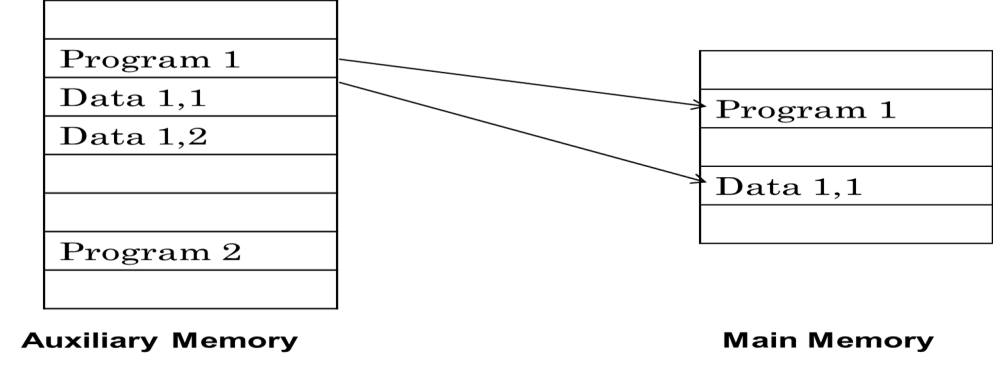 Program 1
Data 1,1
Data 1,2
Program 2
Auxiliary Memory
Program 1
Data 1,1
Main Memory